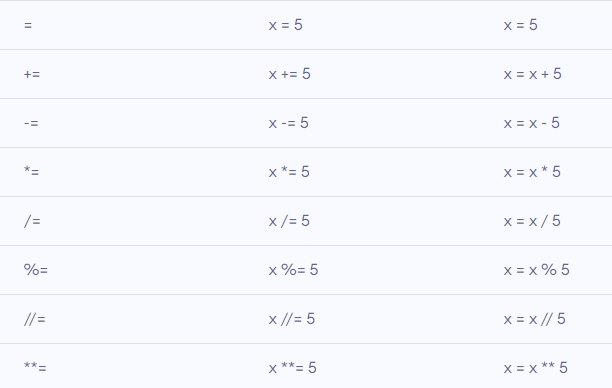 = x = 5 x = 5
+= x += 5 x = x + 5
-= x -= 5 x = x - 5
*= x *= 5 x = x * 5
/= x /= 5 x = x / 5
%= x %= 5 x = x % 5
//= x //= 5 x = x // 5
**= x **= 5 x = x ** 5